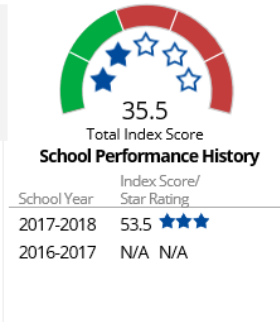 35.5
Total Index Score
School Performance History
Index Score/
School Year Star Rating
2017-2018 53.5
2016-2017 N/A N/A